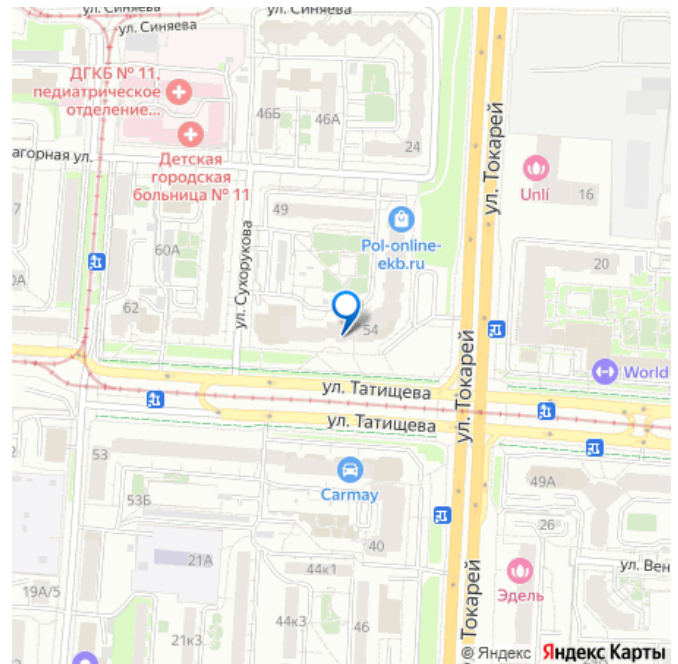 ул. Синяева
ул. Синяева
ДГКБ № 11,
педиатрическое
отделение...
46Б
46А
24
агорная ул.
Детская
городская
больница № 11
ул. Токарей
Unlí
16
7
49
Pol-online-
ekb.ru
60А
ул. Сухорукова
0А
20
62
54
ул. Токарей
World
ул. Татищева
ул. Татищева
53
Carmay
49А
53Б
26
40
21А
44к1
ул. Вен
19А/5
Эдель
44к3
46
21к3
Токарей
© Яндекс Яндекс Карты